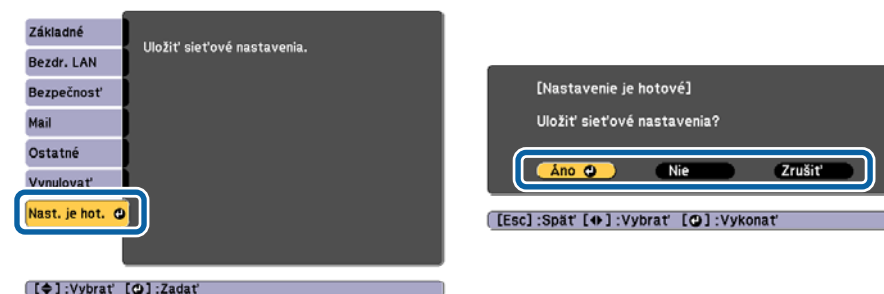 Základné
Bezdr. LAN
Bezpečnosť
Mail
Ostatné
Vynulovať
Nast. je hot.
Uložiť sieťové nastavenia.
[ ] :Vybrať [ ] :Zadať
[Nastavenie je hotové]
Uložiť sieťové nastavenia?
Áno Nie Zrušiť
[Esc] :Späť [ ] :Vybrať [ ] :Vykonať